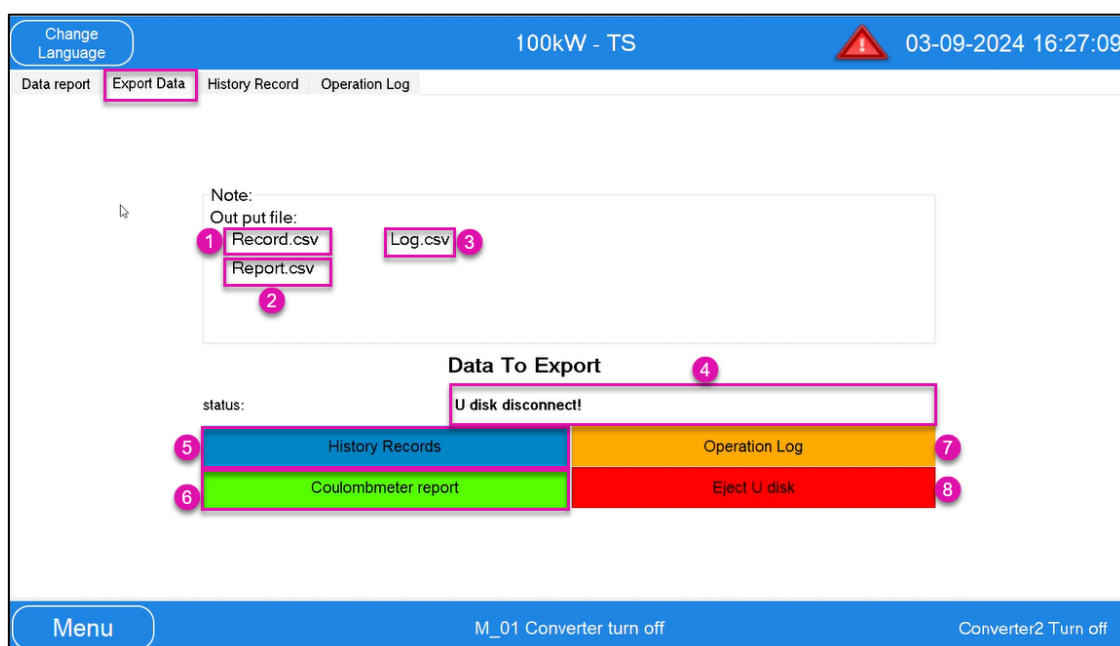 Change
Language
100kW - TS
03-09-2024 16:27:09
Data report
Export Data
History Record
Operation Log
Note:
Out put file:
1
Record.csv
Log.csv
3
Report.csv
2
Data To Export
4
status:
U disk disconnect!
5
History Records
Operation Log
7
6
Coulombmeter report
Eject U disk
8
Menu
M_01 Converter turn off
Converter2 Turn off